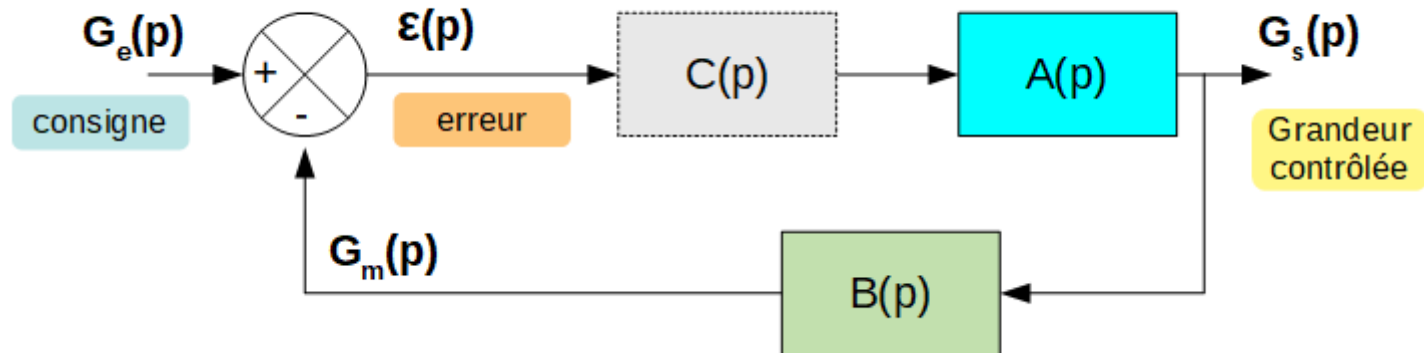 Ge(p)
+
-
consigne
ε(p)
erreur
C(p)
A(p)
Gs(p)
Grandeur
contrôlée
Gm(p)
B(p)